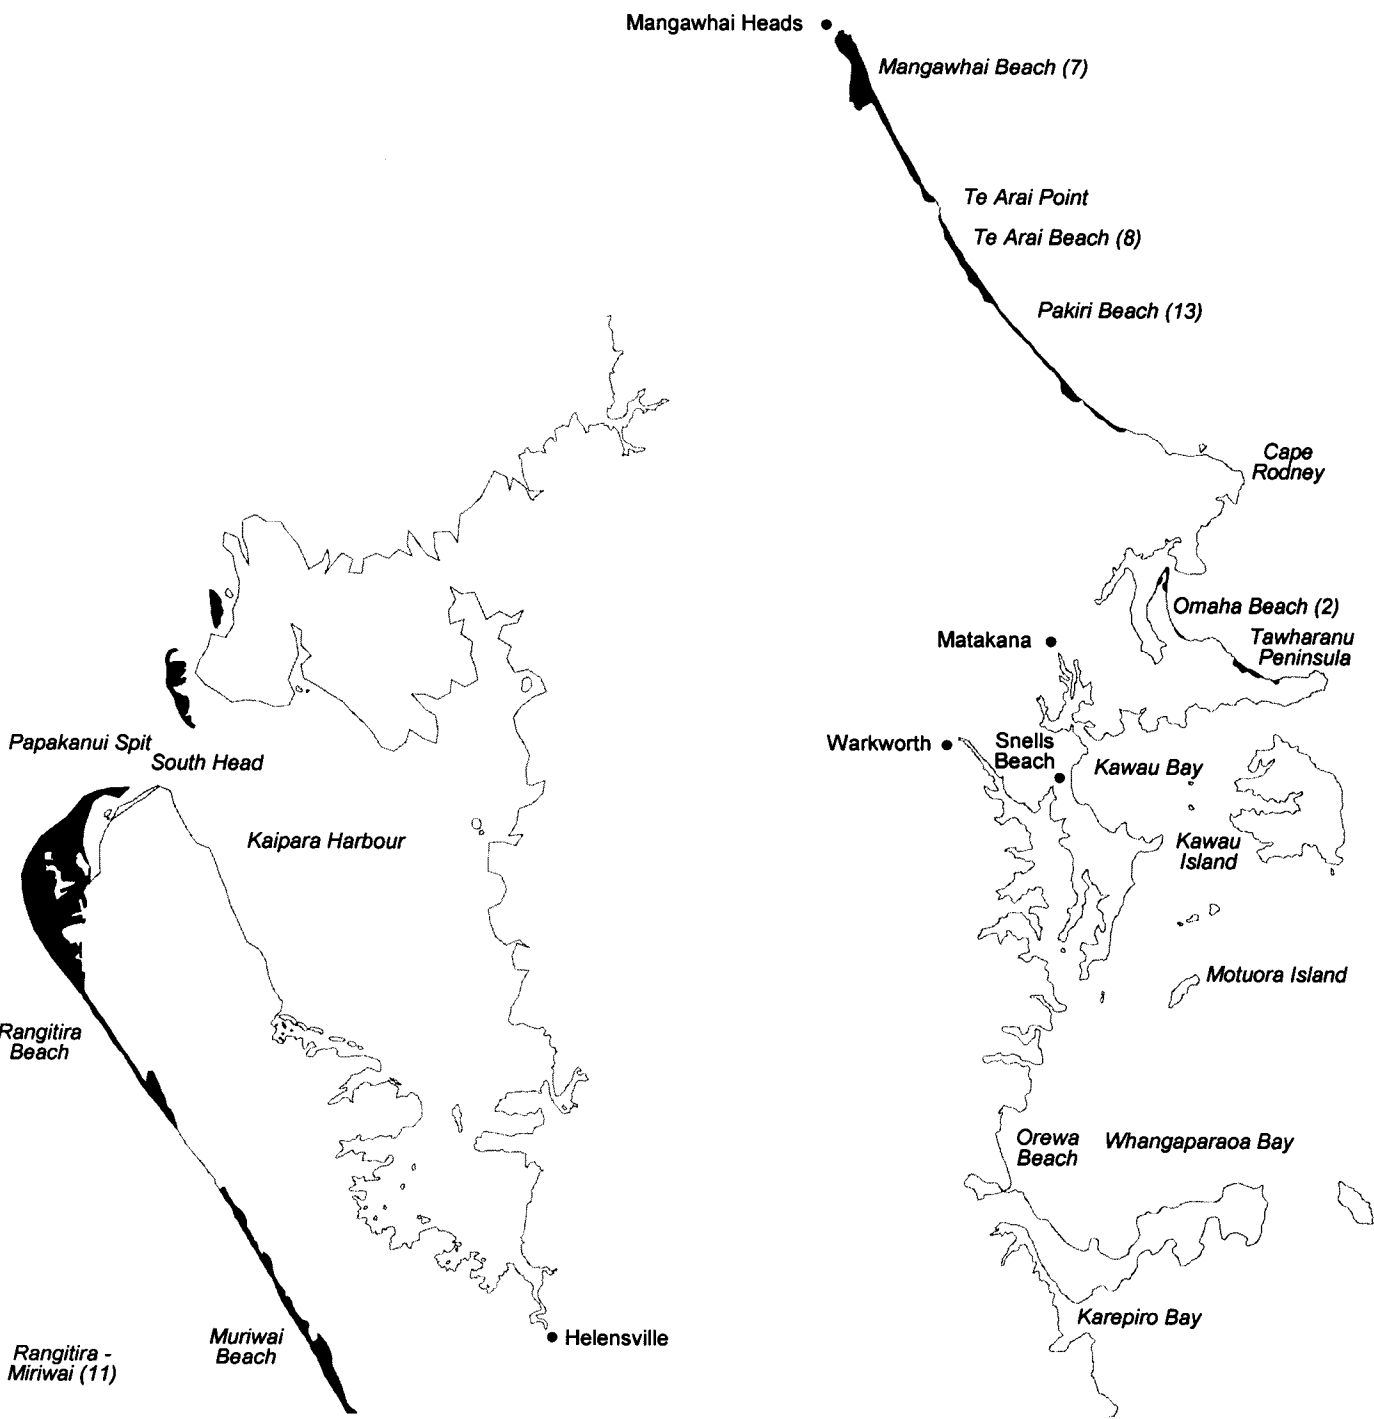 Mangawhai Heads
Mangawhai Beach (7)
Te Arai Point
Te Arai Beach (8)
Pakiri Beach (13)
Cape
Rodney
Omaha Beach (2)
Matakana
Tawharanu
Peninsula
Papakanui Spit
South Head
Warkworth
Snells
Beach
Kawau Bay
Kaipara Harbour
Kawau
Island
Motuora Island
Rangitira
Beach
Orewa
Beach
Whangaparaoa Bay
Karepiro Bay
Helensville
Muriwai
Beach
Rangitira -
Miriwai (11)